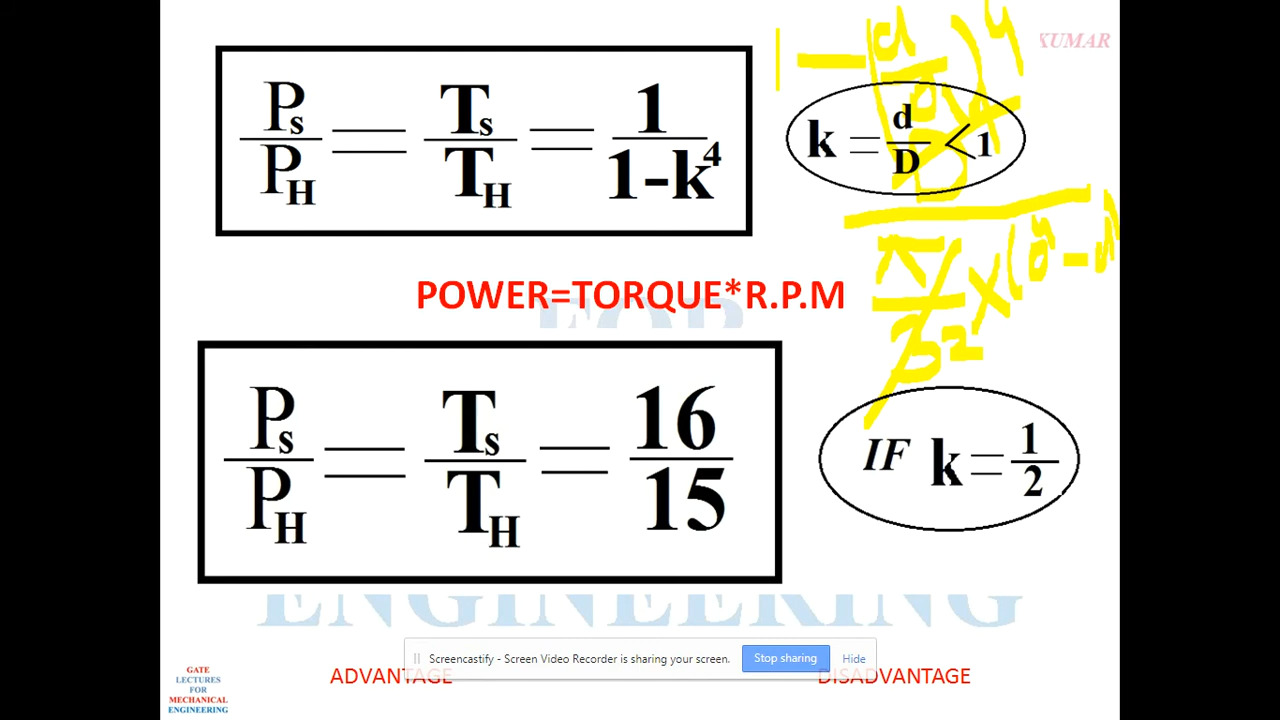 KUMAR
Ps/PH = Ts/TH = 1/1-k⁴
k = d/D < 1
POWER=TORQUE*R.P.M
FOR
Ps/PH = Ts/TH = 16/15
IF k = 1/2
ENGINEERING
Screencastify - Screen Video Recorder is sharing your screen.
Stop sharing
Hide
ADVANTAGE
DISADVANTAGE
GATE
LECTURES
FOR
MECHANICAL
ENGINEERING